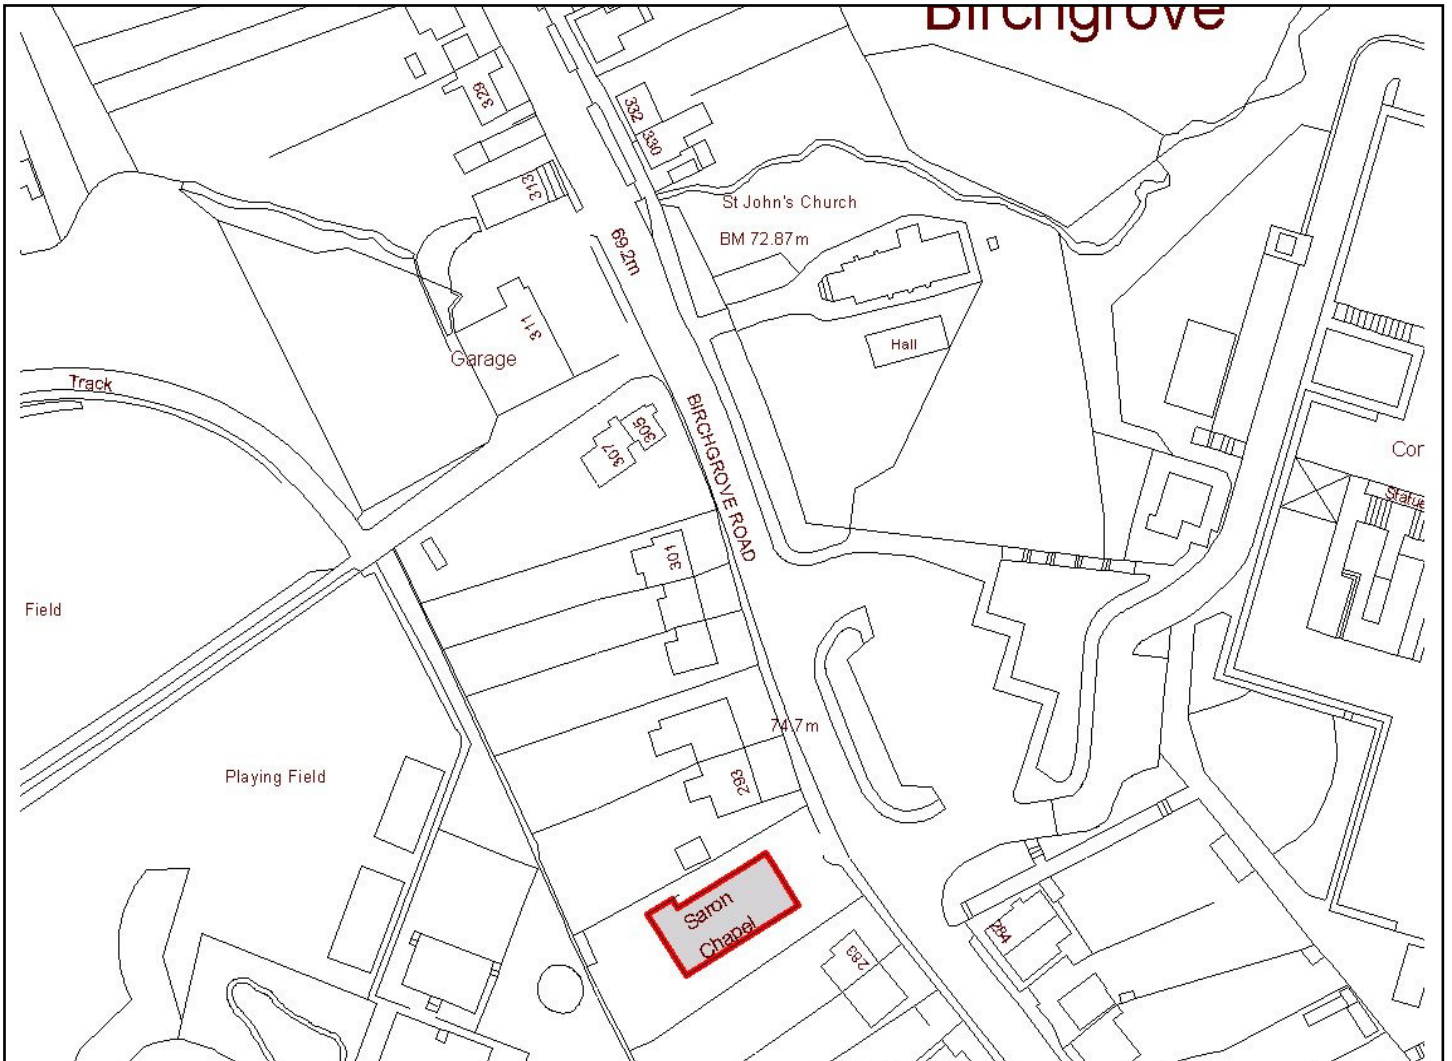 Birchgrove
329
332
330
313
St John's Church
BM 72.87m
69.2m
311
Hall
Garage
Track
BIRCHGROVE ROAD
305
307
Cor
Statue
301
Field
74.7m
Playing Field
293
Saron
Chapel
284
283